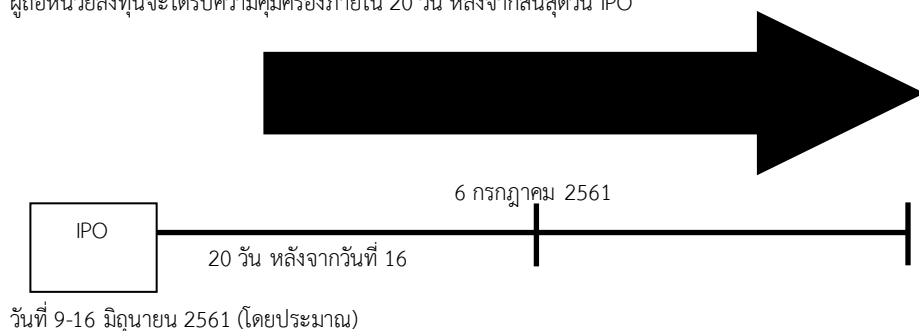 ผู้ถือหน่วยลงทุนจะได้รับความคุ้มครองภายใน 20 วัน หลังจากสิ้นสุดวัน IPO
6 กรกฎาคม 2561
IPO
20 วัน หลังจากวันที่ 16
วันที่ 9-16 มิถุนายน 2561 (โดยประมาณ)